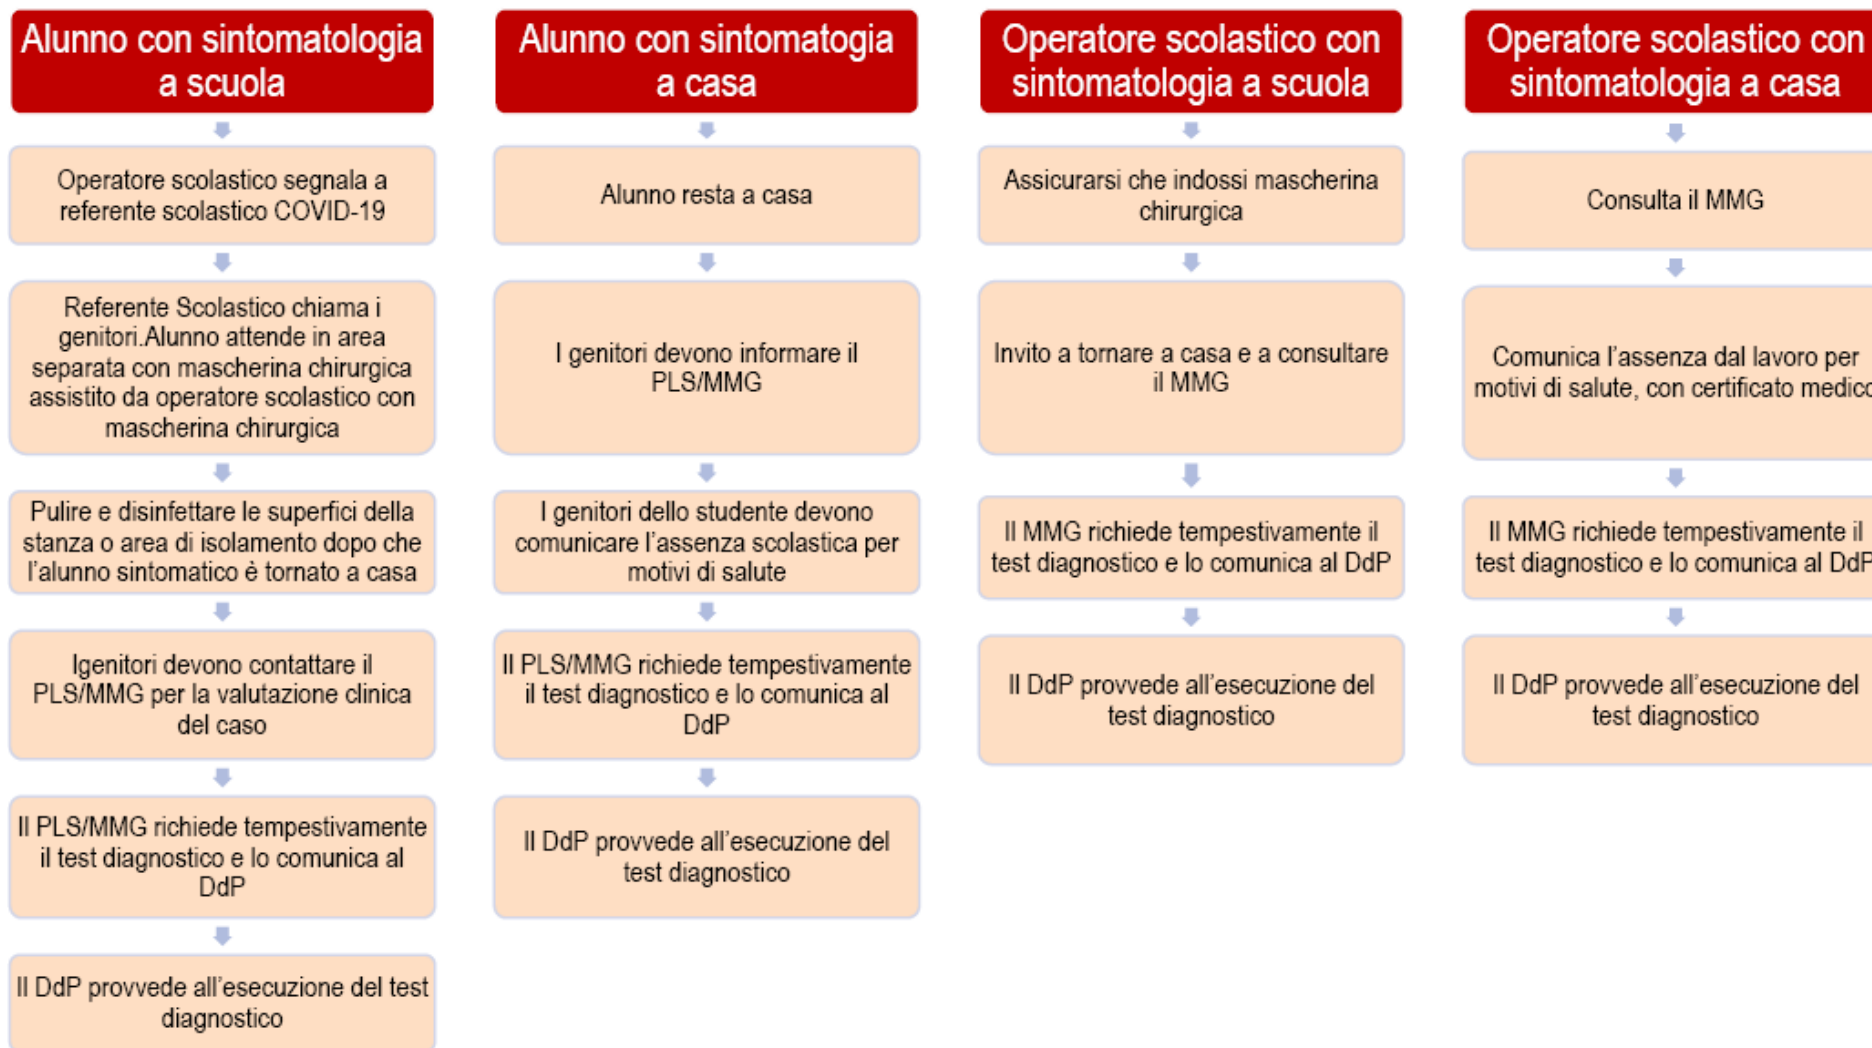 Alunno con sintomatologia
a scuola
Operatore scolastico segnala a
referente scolastico COVID-19
Referente Scolastico chiama i
genitori.Alunno attende in area
separata con mascherina chirurgica
assistito da operatore scolastico con
mascherina chirurgica
Pulire e disinfettare le superfici della
stanza o area di isolamento dopo che
l'alunno sintomatico è tornato a casa
Igenitori devono contattare il
PLS/MMG per la valutazione clinica
del caso
Il PLS/MMG richiede tempestivamente
il test diagnostico e lo comunica al
DdP
Il DdP provvede all'esecuzione del test
diagnostico
Alunno con sintomatogia
a casa
Alunno resta a casa
I genitori devono informare il
PLS/MMG
I genitori dello studente devono
comunicare l'assenza scolastica per
motivi di salute
Il PLS/MMG richiede tempestivamente
il test diagnostico e lo comunica al
DdP
Il DdP provvede all'esecuzione del
test diagnostico
Operatore scolastico con
sintomatologia a scuola
Assicurarsi che indossi mascherina
chirurgica
Invito a tornare a casa e a consultare
il MMG
Il MMG richiede tempestivamente il
test diagnostico e lo comunica al DdP
Il DdP provvede all'esecuzione del
test diagnostico
Operatore scolastico con
sintomatologia a casa
Consulta il MMG
Comunica l'assenza dal lavoro per
motivi di salute, con certificato medico
Il MMG richiede tempestivamente il
test diagnostico e lo comunica al DdP
Il DdP provvede all'esecuzione del
test diagnostico